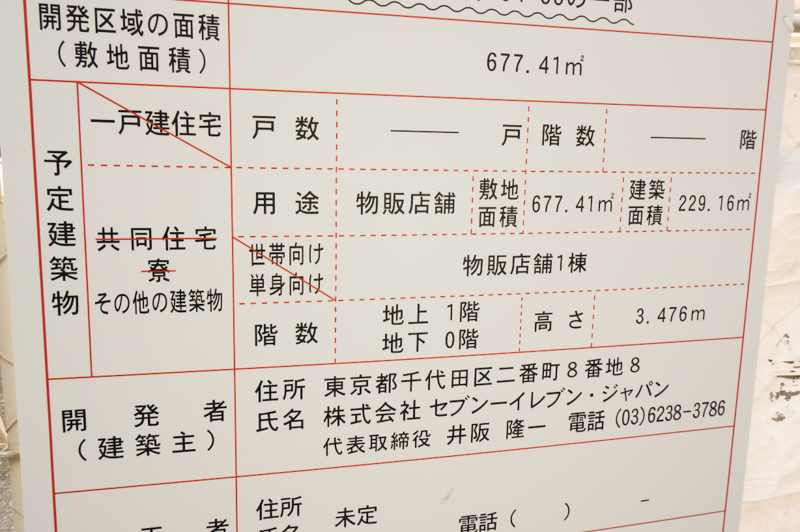 の一部
開発区域の面積
(敷地面積)
677.41㎡
予定建築物
一戸建住宅
戸数
―― 戸
階数
―― 階
共同住宅
寮
その他の建築物
用途
物販店舗
敷地
面積
677.41㎡
建築
面積
229.16㎡
世帯向け
単身向け
物販店舗1棟
階数
地上 1階
地下 0階
高さ
3.476m
開発者
(建築主)
住所 東京都千代田区二番町8番地8
氏名 株式会社 セブン−イレブン・ジャパン
代表取締役 井阪 隆一 電話 (03)6238−3786
者
住所
氏名
未定
電話( ) −